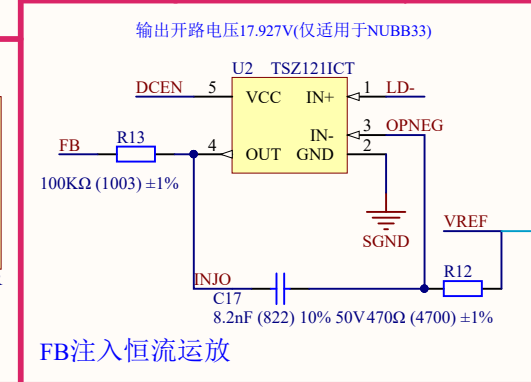 输出开路电压17.927V(仅适用于NUBB33)
U2 TSZ121ICT
DCEN 5 VCC IN+ 1 LD-
IN- 3 OPNEG
FB R13 4 OUT GND 2
100KΩ (1003) ±1%
SGND
VREF
INJO
R12
C17
8.2nF (822) 10% 50V 470Ω (4700) ±1%
FB注入恒流运放